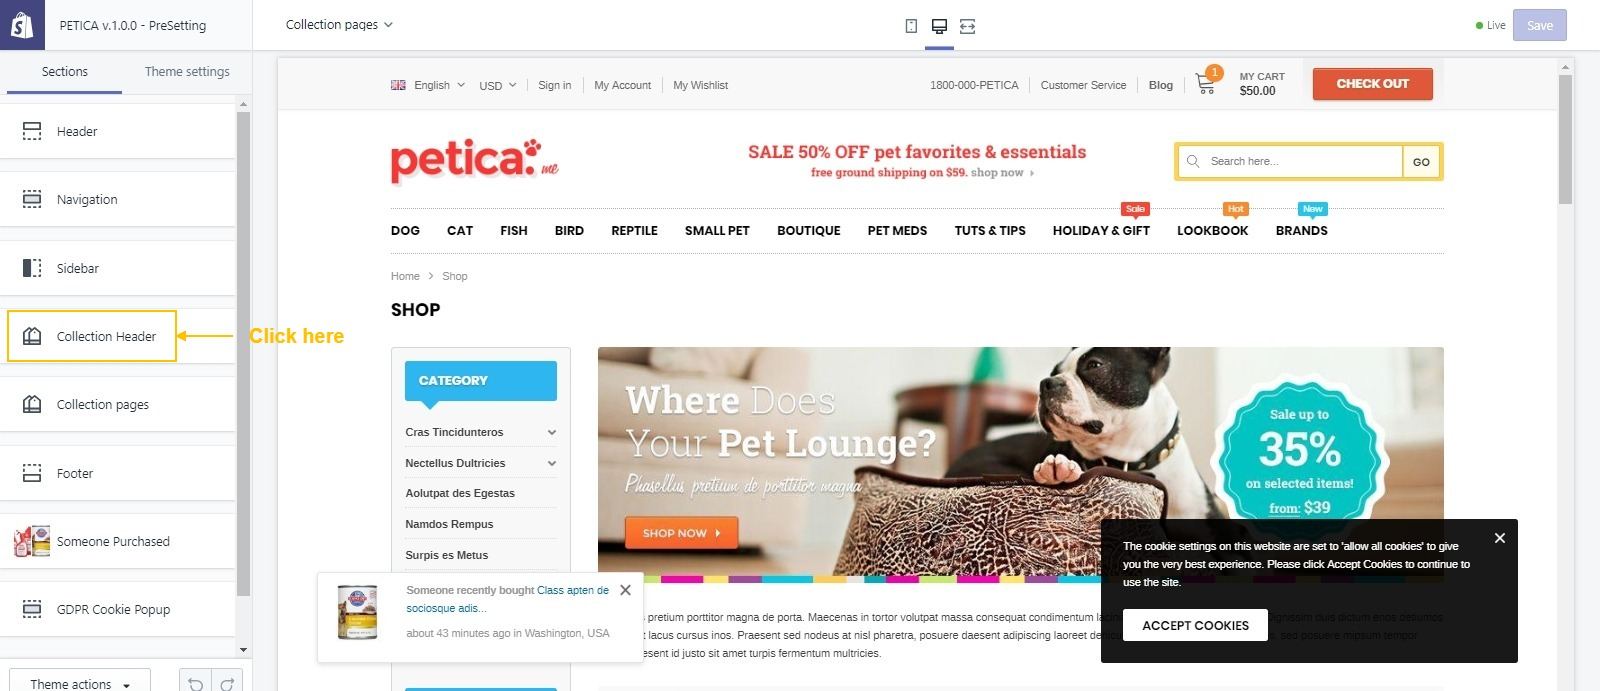 PETICA v.1.0.0 - PreSetting
Collection pages
Live
Save
Sections
Theme settings
Header
Navigation
Sidebar
Collection Header
Click here
Collection pages
Footer
Someone Purchased
GDPR Cookie Popup
Theme actions
English
USD
Sign in
My Account
My Wishlist
1800-000-PETICA
Customer Service
Blog
1
MY CART
$50.00
CHECK OUT
petica.me
SALE 50% OFF pet favorites & essentials
free ground shipping on $59. shop now
Search here...
GO
Sale
Hot
New
DOG CAT FISH BIRD REPTILE SMALL PET BOUTIQUE PET MEDS TUTS & TIPS HOLIDAY & GIFT LOOKBOOK BRANDS
Home > Shop
SHOP
CATEGORY
Cras Tincidunteros
Nectellus Dultricies
Aolutpat des Egestas
Namdos Rempus
Surpis es Metus
Where Does
Your Pet Lounge?
Phasellus pretium de porttitor magna
SHOP NOW
Sale up to
35%
on selected items!
from: $39
Someone recently bought Class apten de
sociosque adis...
about 43 minutes ago in Washington, USA
pretium porttitor magna de porta. Maecenas in tortor volutpat massa consequat condimentum
lacus cursus inos. Praesent sed nodeus at nisl pharetra, posuere daesent adipiscing laoreet
id justo sit amet turpis fermentum multricies.
The cookie settings on this website are set to 'allow all cookies' to give
you the very best experience. Please click Accept Cookies to continue to
use the site.
ACCEPT COOKIES